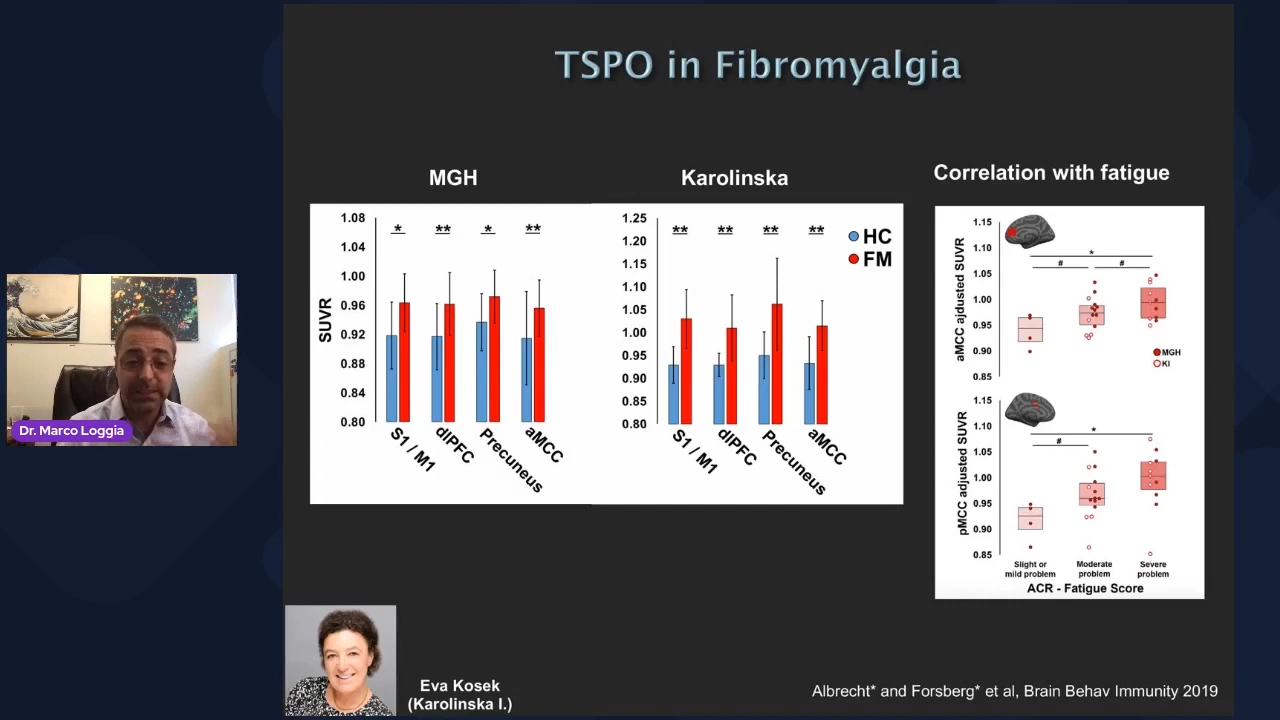 TSPO in Fibromyalgia
MGH
Karolinska
Correlation with fatigue
1.08
1.04
1.00
0.96
0.92
0.88
0.84
0.80
SUVR
*
**
*
**
S1 / M1
dlPFC
Precuneus
aMCC
1.25
1.20
1.15
1.10
1.05
1.00
0.95
0.90
0.85
0.80
**
**
**
**
HC
FM
S1 / M1
dlPFC
Precuneus
aMCC
1.15
1.10
1.05
1.00
0.95
0.90
0.85
aMCC ajdusted SUVR
*
#
#
MGH
KI
1.15
1.10
1.05
1.00
0.95
0.90
0.85
pMCC adjusted SUVR
*
#
Slight or
mild problem
Moderate
problem
Severe
problem
ACR - Fatigue Score
Dr. Marco Loggia
Eva Kosek
(Karolinska I.)
Albrecht* and Forsberg* et al, Brain Behav Immunity 2019